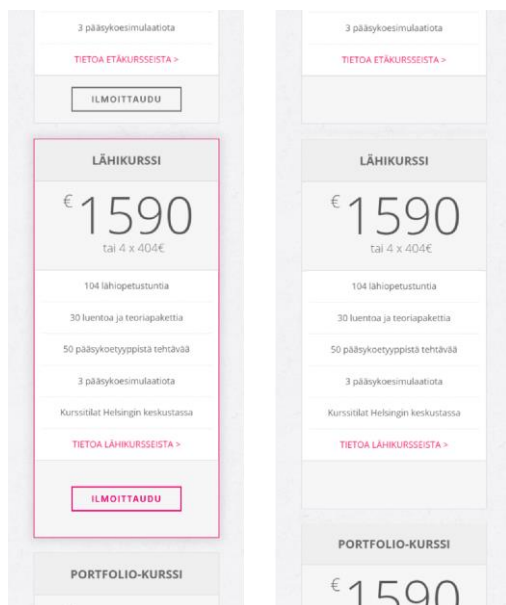 3 pääsykoesimulaatiota
TIETOA ETÄKURSSEISTA >
ILMOITTAUDU
LÄHIKURSSI
€1590
tai 4 x 404€
104 lähiopetustuntia
30 luentoa ja teoriapakettia
50 pääsykoetyyppistä tehtävää
3 pääsykoesimulaatiota
Kurssitilat Helsingin keskustassa
TIETOA LÄHIKURSSEISTA >
ILMOITTAUDU
PORTFOLIO-KURSSI
3 pääsykoesimulaatiota
TIETOA ETÄKURSSEISTA >
LÄHIKURSSI
€1590
tai 4 x 404€
104 lähiopetustuntia
30 luentoa ja teoriapakettia
50 pääsykoetyyppistä tehtävää
3 pääsykoesimulaatiota
Kurssitilat Helsingin keskustassa
TIETOA LÄHIKURSSEISTA >
PORTFOLIO-KURSSI
€1590